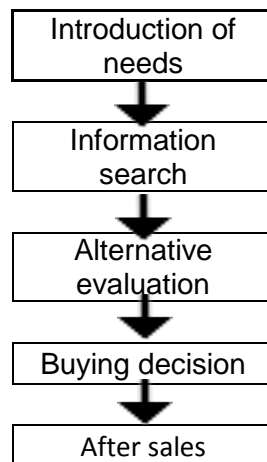 Introduction of
needs
Information
search
Alternative
evaluation
Buying decision
After sales